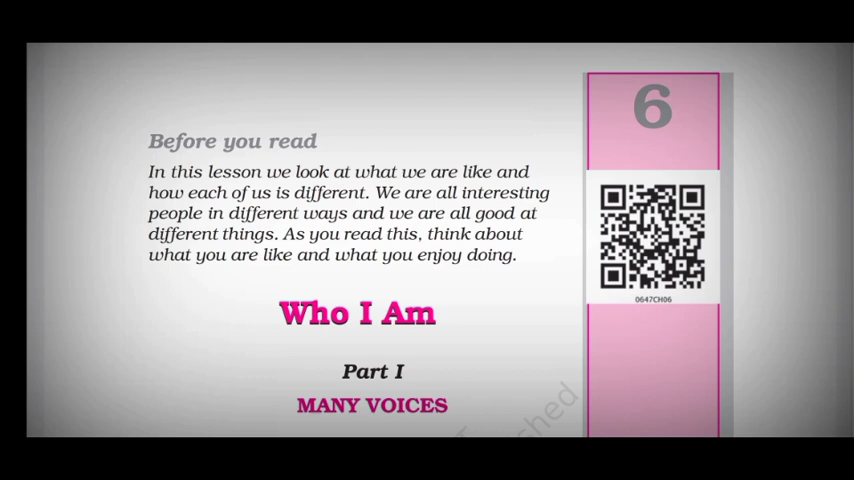 6
Before you read
In this lesson we look at what we are like and
how each of us is different. We are all interesting
people in different ways and we are all good at
different things. As you read this, think about
what you are like and what you enjoy doing.
0647CH06
Who I Am
Part I
MANY VOICES
shed